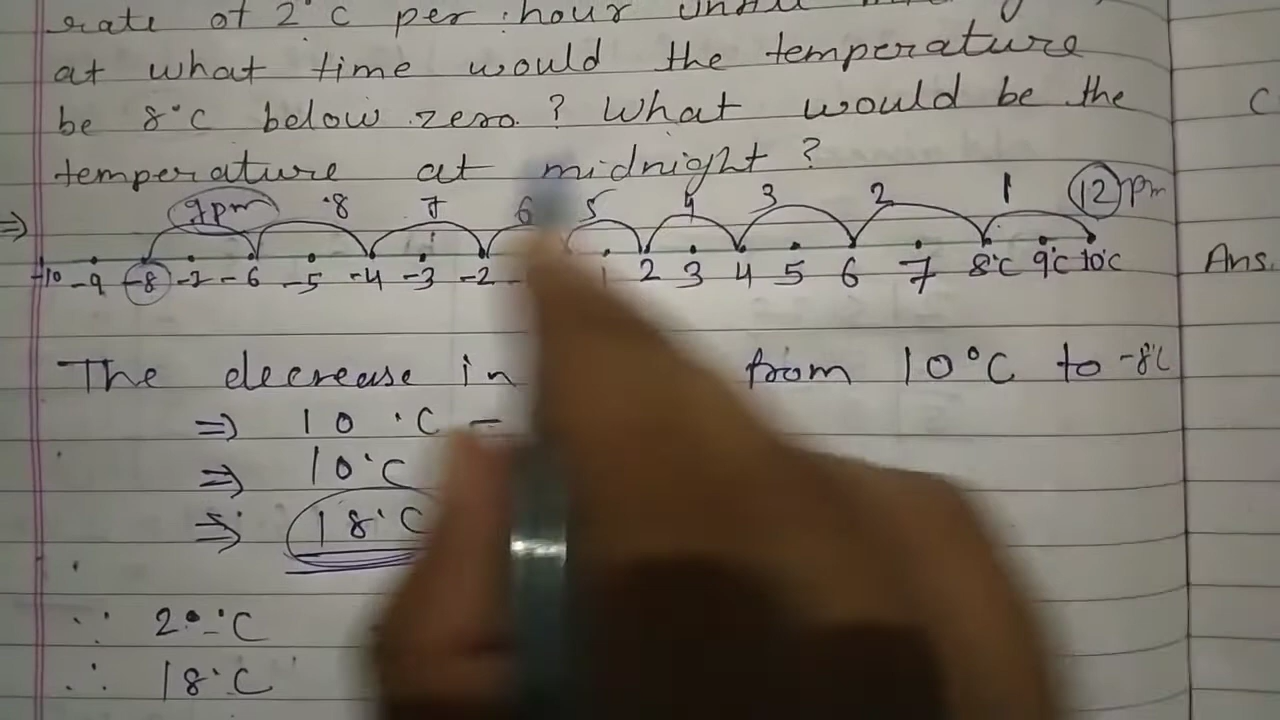 rate of 2°C per hour until
at what time would the temperature
be 8°C below zero? What would be the
temperature at midnight?
⇒ 9pm 8 7 6 5 4 3 2 1 12 pm
-10 -9 -8 -7 -6 -5 -4 -3 -2 1 2 3 4 5 6 7 8°C 9°C 10°C
Ans.
The decrease in from 10°C to -8°C
⇒ 10°C -
⇒ 10°C
⇒ 18°C
∵ 2°C
∴ 18°C